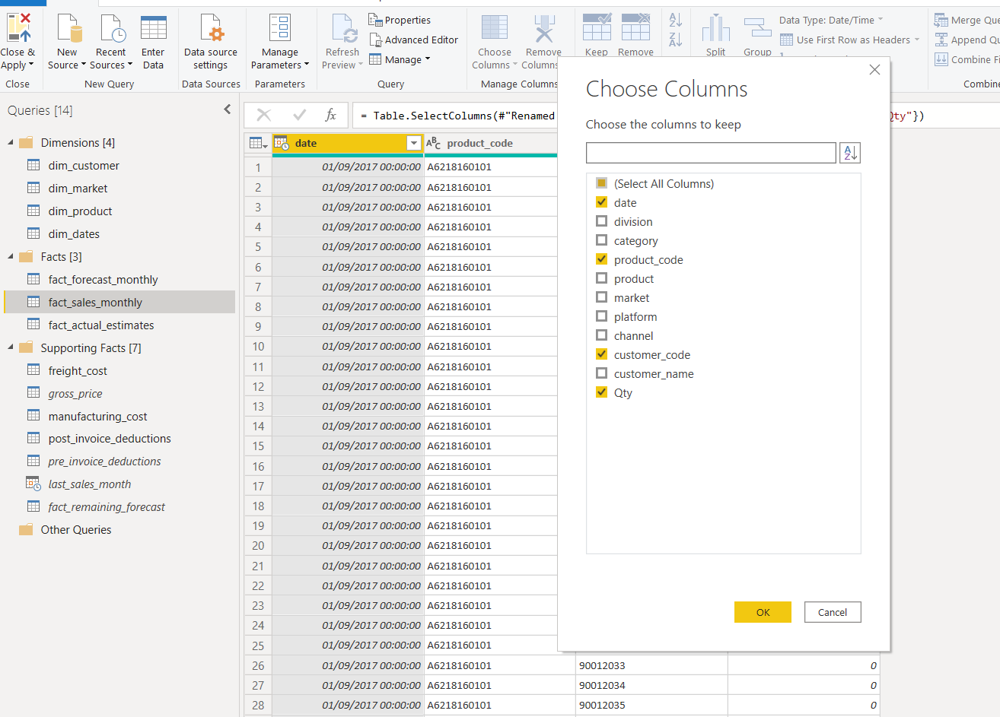 Close &
Apply
New
Source
Recent
Sources
Enter
Data
Data source
settings
Manage
Parameters
Refresh
Preview
Properties
Advanced Editor
Manage
Choose
Columns
Remove
Columns
Keep
Remove
Split
Group
Data Type: Date/Time
Use First Row as Headers
Merge Que
Append Qu
Combine Fi
Close
New Query
Data Sources
Parameters
Query
Manage Columns
Combine
Queries [14]
Dimensions [4]
dim_customer
dim_market
dim_product
dim_dates
Facts [3]
fact_forecast_monthly
fact_sales_monthly
fact_actual_estimates
Supporting Facts [7]
freight_cost
gross_price
manufacturing_cost
post_invoice_deductions
pre_invoice_deductions
last_sales_month
fact_remaining_forecast
Other Queries
fx
= Table.SelectColumns(#"Renamed
Qty"})
date ABC product_code
1 01/09/2017 00:00:00 A6218160101
2 01/09/2017 00:00:00 A6218160101
3 01/09/2017 00:00:00 A6218160101
4 01/09/2017 00:00:00 A6218160101
5 01/09/2017 00:00:00 A6218160101
6 01/09/2017 00:00:00 A6218160101
7 01/09/2017 00:00:00 A6218160101
8 01/09/2017 00:00:00 A6218160101
9 01/09/2017 00:00:00 A6218160101
10 01/09/2017 00:00:00 A6218160101
11 01/09/2017 00:00:00 A6218160101
12 01/09/2017 00:00:00 A6218160101
13 01/09/2017 00:00:00 A6218160101
14 01/09/2017 00:00:00 A6218160101
15 01/09/2017 00:00:00 A6218160101
16 01/09/2017 00:00:00 A6218160101
17 01/09/2017 00:00:00 A6218160101
18 01/09/2017 00:00:00 A6218160101
19 01/09/2017 00:00:00 A6218160101
20 01/09/2017 00:00:00 A6218160101
21 01/09/2017 00:00:00 A6218160101
22 01/09/2017 00:00:00 A6218160101
23 01/09/2017 00:00:00 A6218160101
24 01/09/2017 00:00:00 A6218160101
25 01/09/2017 00:00:00 A6218160101
26 01/09/2017 00:00:00 A6218160101 90012033 0
27 01/09/2017 00:00:00 A6218160101 90012034 0
28 01/09/2017 00:00:00 A6218160101 90012035 0
Choose Columns
Choose the columns to keep
(Select All Columns)
date
division
category
product_code
product
market
platform
channel
customer_code
customer_name
Qty
OK
Cancel